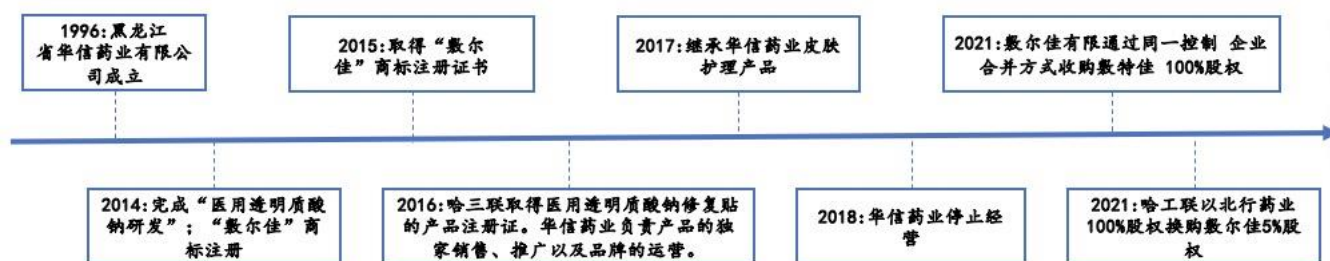 1996:黑龙江
省华信药业有限公
司成立
2015:取得“敷尔
佳”商标注册证书
2017:继承华信药业皮肤
护理产品
2021:敷尔佳有限通过同一控制 企业
合并方式收购敷特佳 100%股权
2014:完成“医用透明质酸
钠研发”;“敷尔佳”商
标注册
2016:哈三联取得医用透明质酸钠修复贴
的产品注册证。华信药业负责产品的独
家销售、推广以及品牌的运营。
2018:华信药业停止经
营
2021:哈工联以北行药业
100%股权换购敷尔佳5%股
权